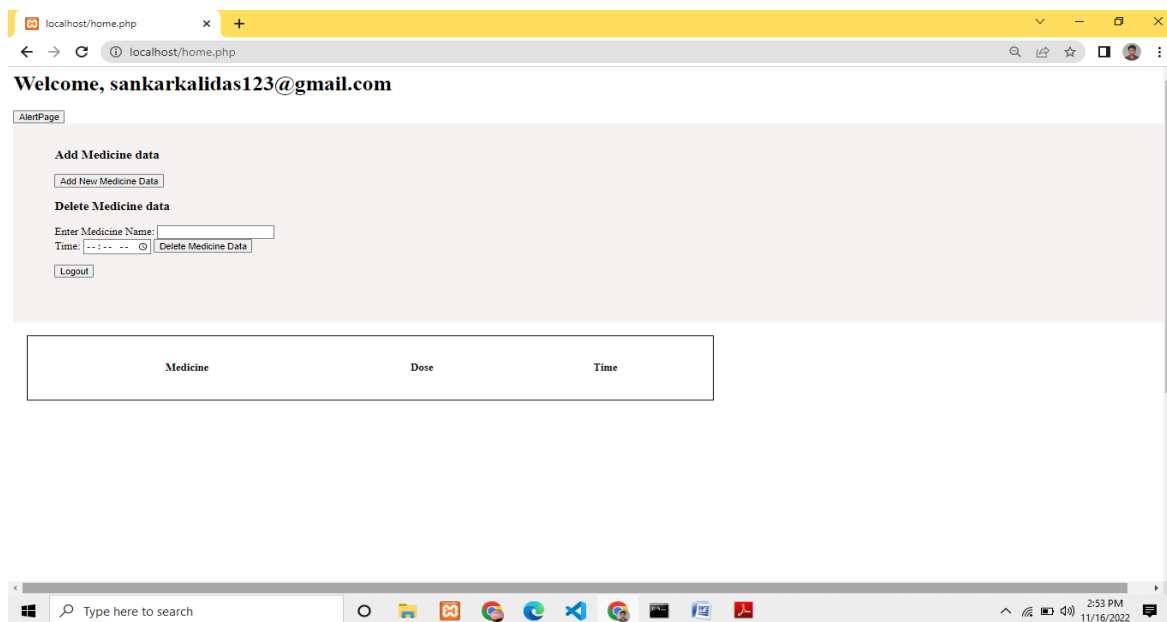 localhost/home.php
localhost/home.php
Welcome, sankarkalidas123@gmail.com
AlertPage
Add Medicine data
Add New Medicine Data
Delete Medicine data
Enter Medicine Name:
Time: --:-- -- Delete Medicine Data
Logout
Medicine Dose Time
Type here to search
2:53 PM
11/16/2022